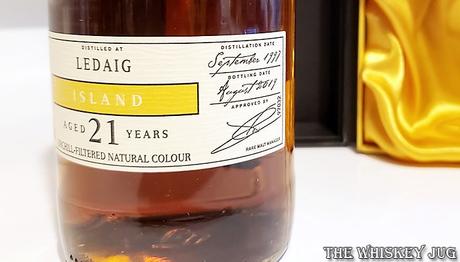 DISTILLED AT
LEDAIG
ISLAND
AGED 21 YEARS
CHILL-FILTERED NATURAL COLOUR
DISTILLATION DATE
September 1997
BOTTLING DATE
August 2019
APPROVED BY
RARE MALT MANAGER
THE WHISKEY JUG